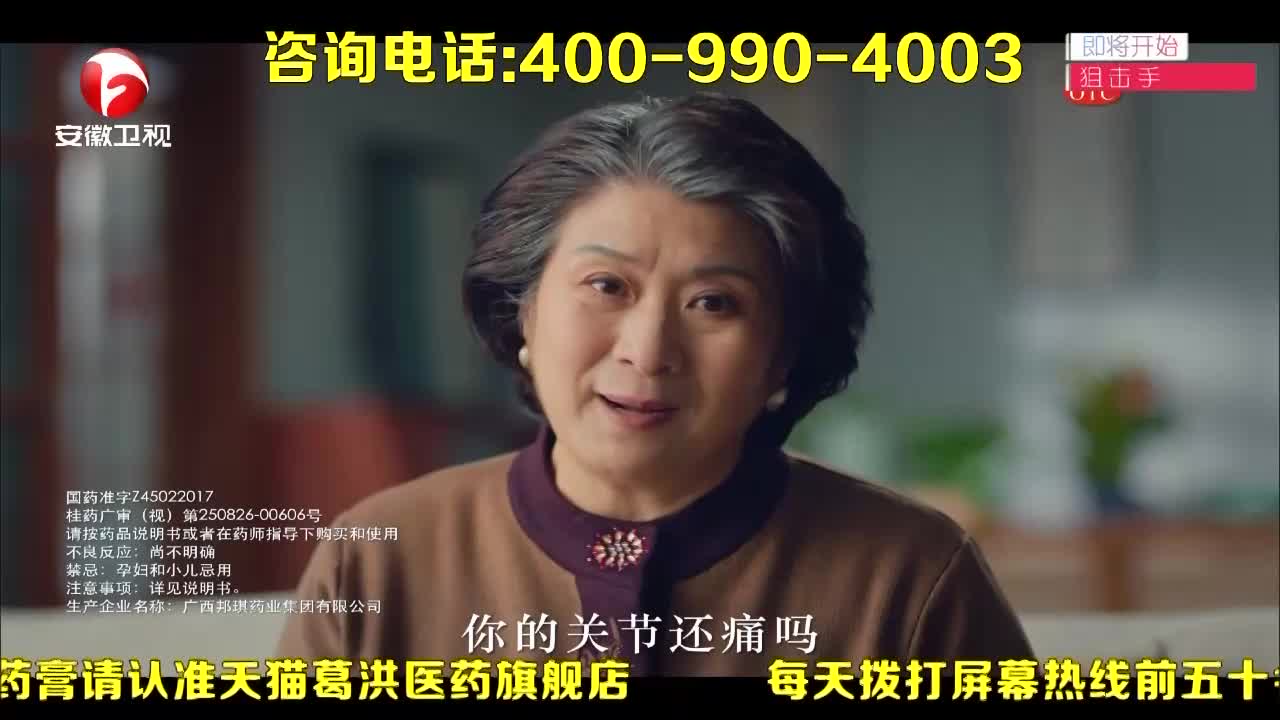 咨询电话:400-990-4003
即将开始
狙击手
OTC
安徽卫视
国药准字Z45022017
桂药广审（视）第250826-00606号
请按药品说明书或者在药师指导下购买和使用
不良反应：尚不明确
禁忌：孕妇和小儿忌用
注意事项：详见说明书。
生产企业名称：广西邦琪药业集团有限公司
你的关节还痛吗
药膏请认准天猫葛洪医药旗舰店 每天拨打屏幕热线前五十